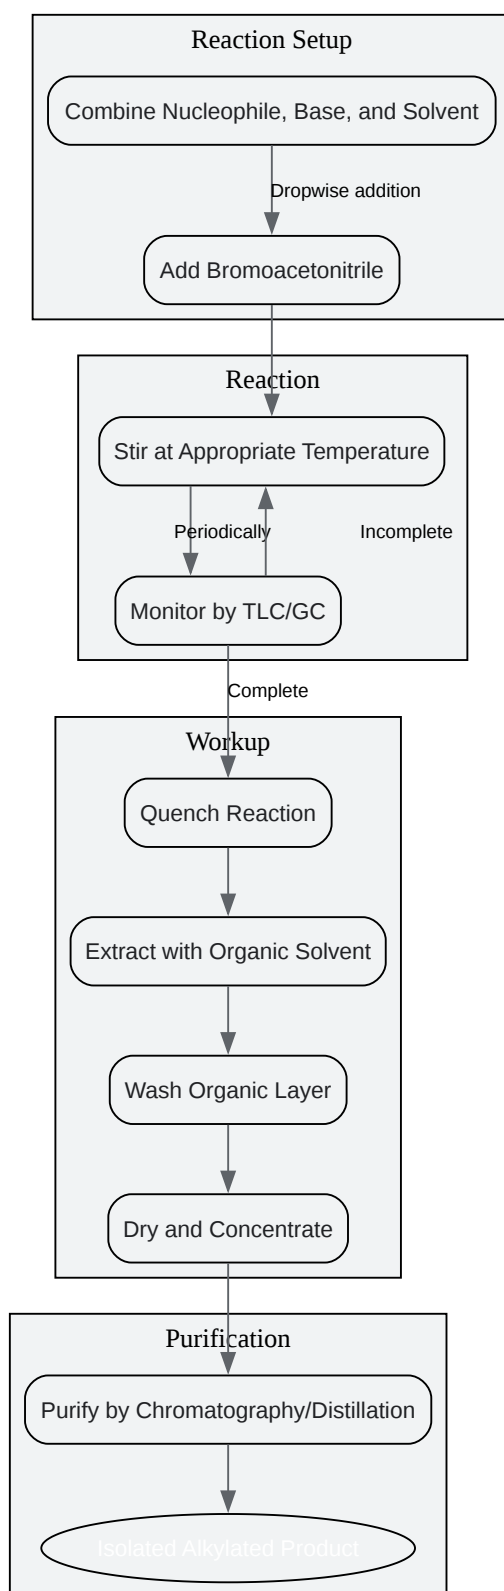 Reaction Setup
Combine Nucleophile, Base, and Solvent
Dropwise addition
Add Bromoacetonitrile
Reaction
Stir at Appropriate Temperature
Periodically
Incomplete
Monitor by TLC/GC
Complete
Workup
Quench Reaction
Extract with Organic Solvent
Wash Organic Layer
Dry and Concentrate
Purification
Purify by Chromatography/Distillation
Isolated Alkylated Product